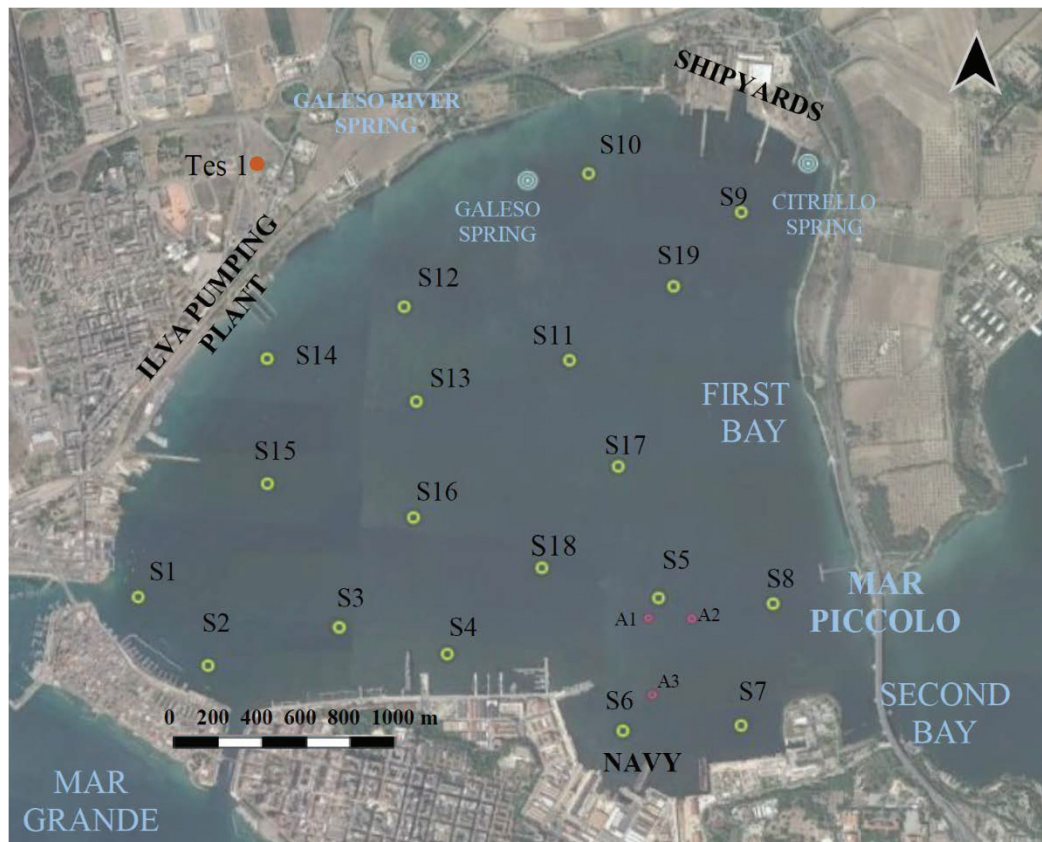 SHIPYARDS
GALESO RIVER
SPRING
S10
Tes 1
GALESO
SPRING
S9
CITRELLO
SPRING
S19
S12
ILVA PUMPING
PLANT
S11
S14
S13
FIRST
BAY
S17
S15
S16
S18
S5
S8
MAR
PICCOLO
S1
S3
A1
A2
S2
S4
A3
S6
S7
SECOND
BAY
0 200 400 600 800 1000 m
NAVY
MAR
GRANDE